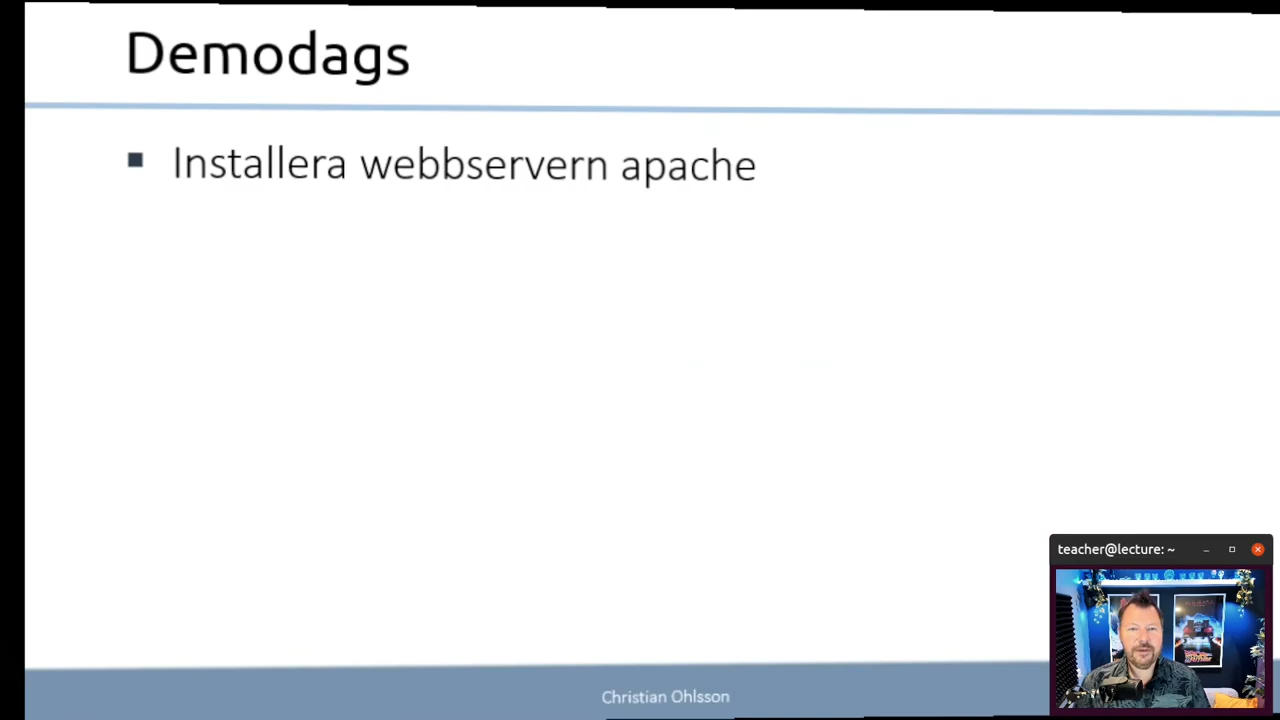 Demodags
Installera webbservern apache
teacher@lecture: ~
Christian Ohlsson